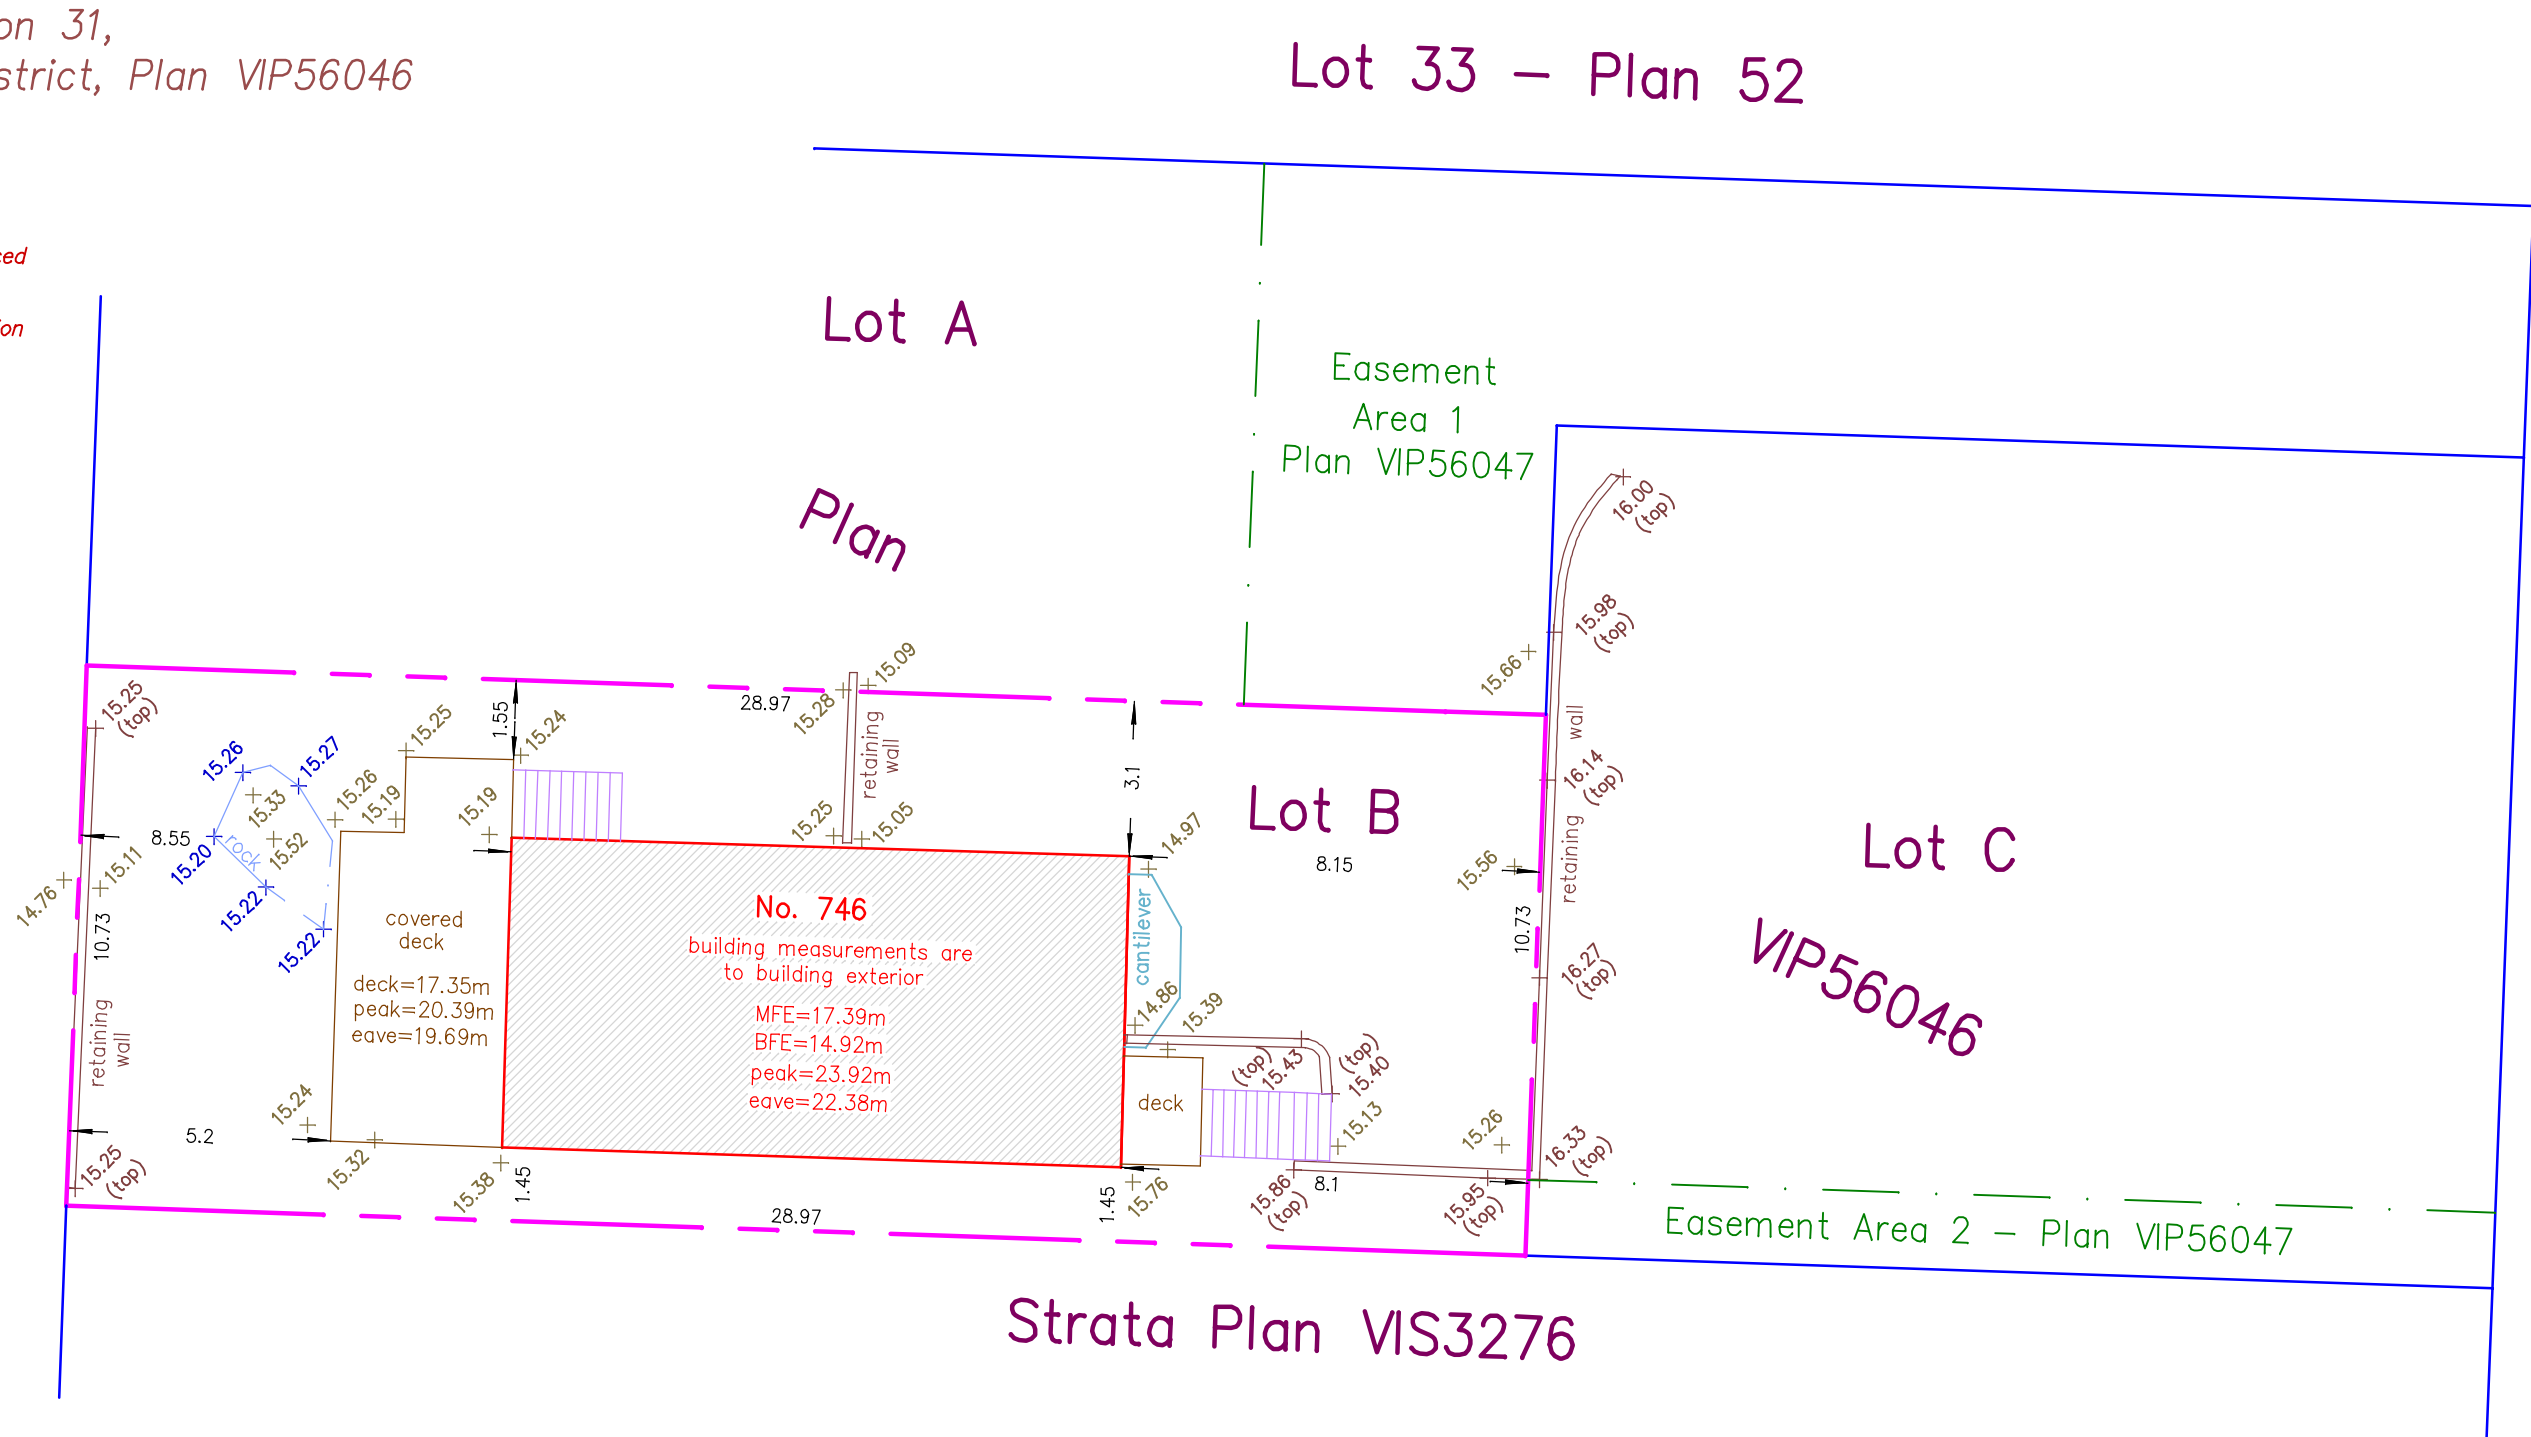 on 31,
strict, Plan VIP56046
Lot 33 – Plan 52
ced
ion
Lot A
Easement
Area 1
Plan VIP56047
Plan
16.00
(top)
15.98
(top)
15.66
15.09
15.28
28.97
15.25
(top)
1.55
15.25
15.24
retaining
wall
3.1
retaining wall
16.14
(top)
15.26
15.27
15.33
15.26
15.19
15.19
15.25
15.05
14.97
Lot B
Lot C
8.55
15.20
rock
15.52
15.11
14.76
8.15
15.56
10.73
15.22
15.22
covered
deck
deck=17.35m
peak=20.39m
eave=19.69m
No. 746
building measurements are
to building exterior
MFE=17.39m
BFE=14.92m
peak=23.92m
eave=22.38m
cantilever
10.73
16.27
(top)
VIP56046
14.86
15.39
retaining
wall
(top)
15.43
(top)
15.40
deck
15.13
15.24
5.2
15.26
16.33
(top)
15.25
(top)
15.32
15.38
1.45
1.45
15.76
15.86
(top)
8.1
15.95
(top)
28.97
Easement Area 2 – Plan VIP56047
Strata Plan VIS3276